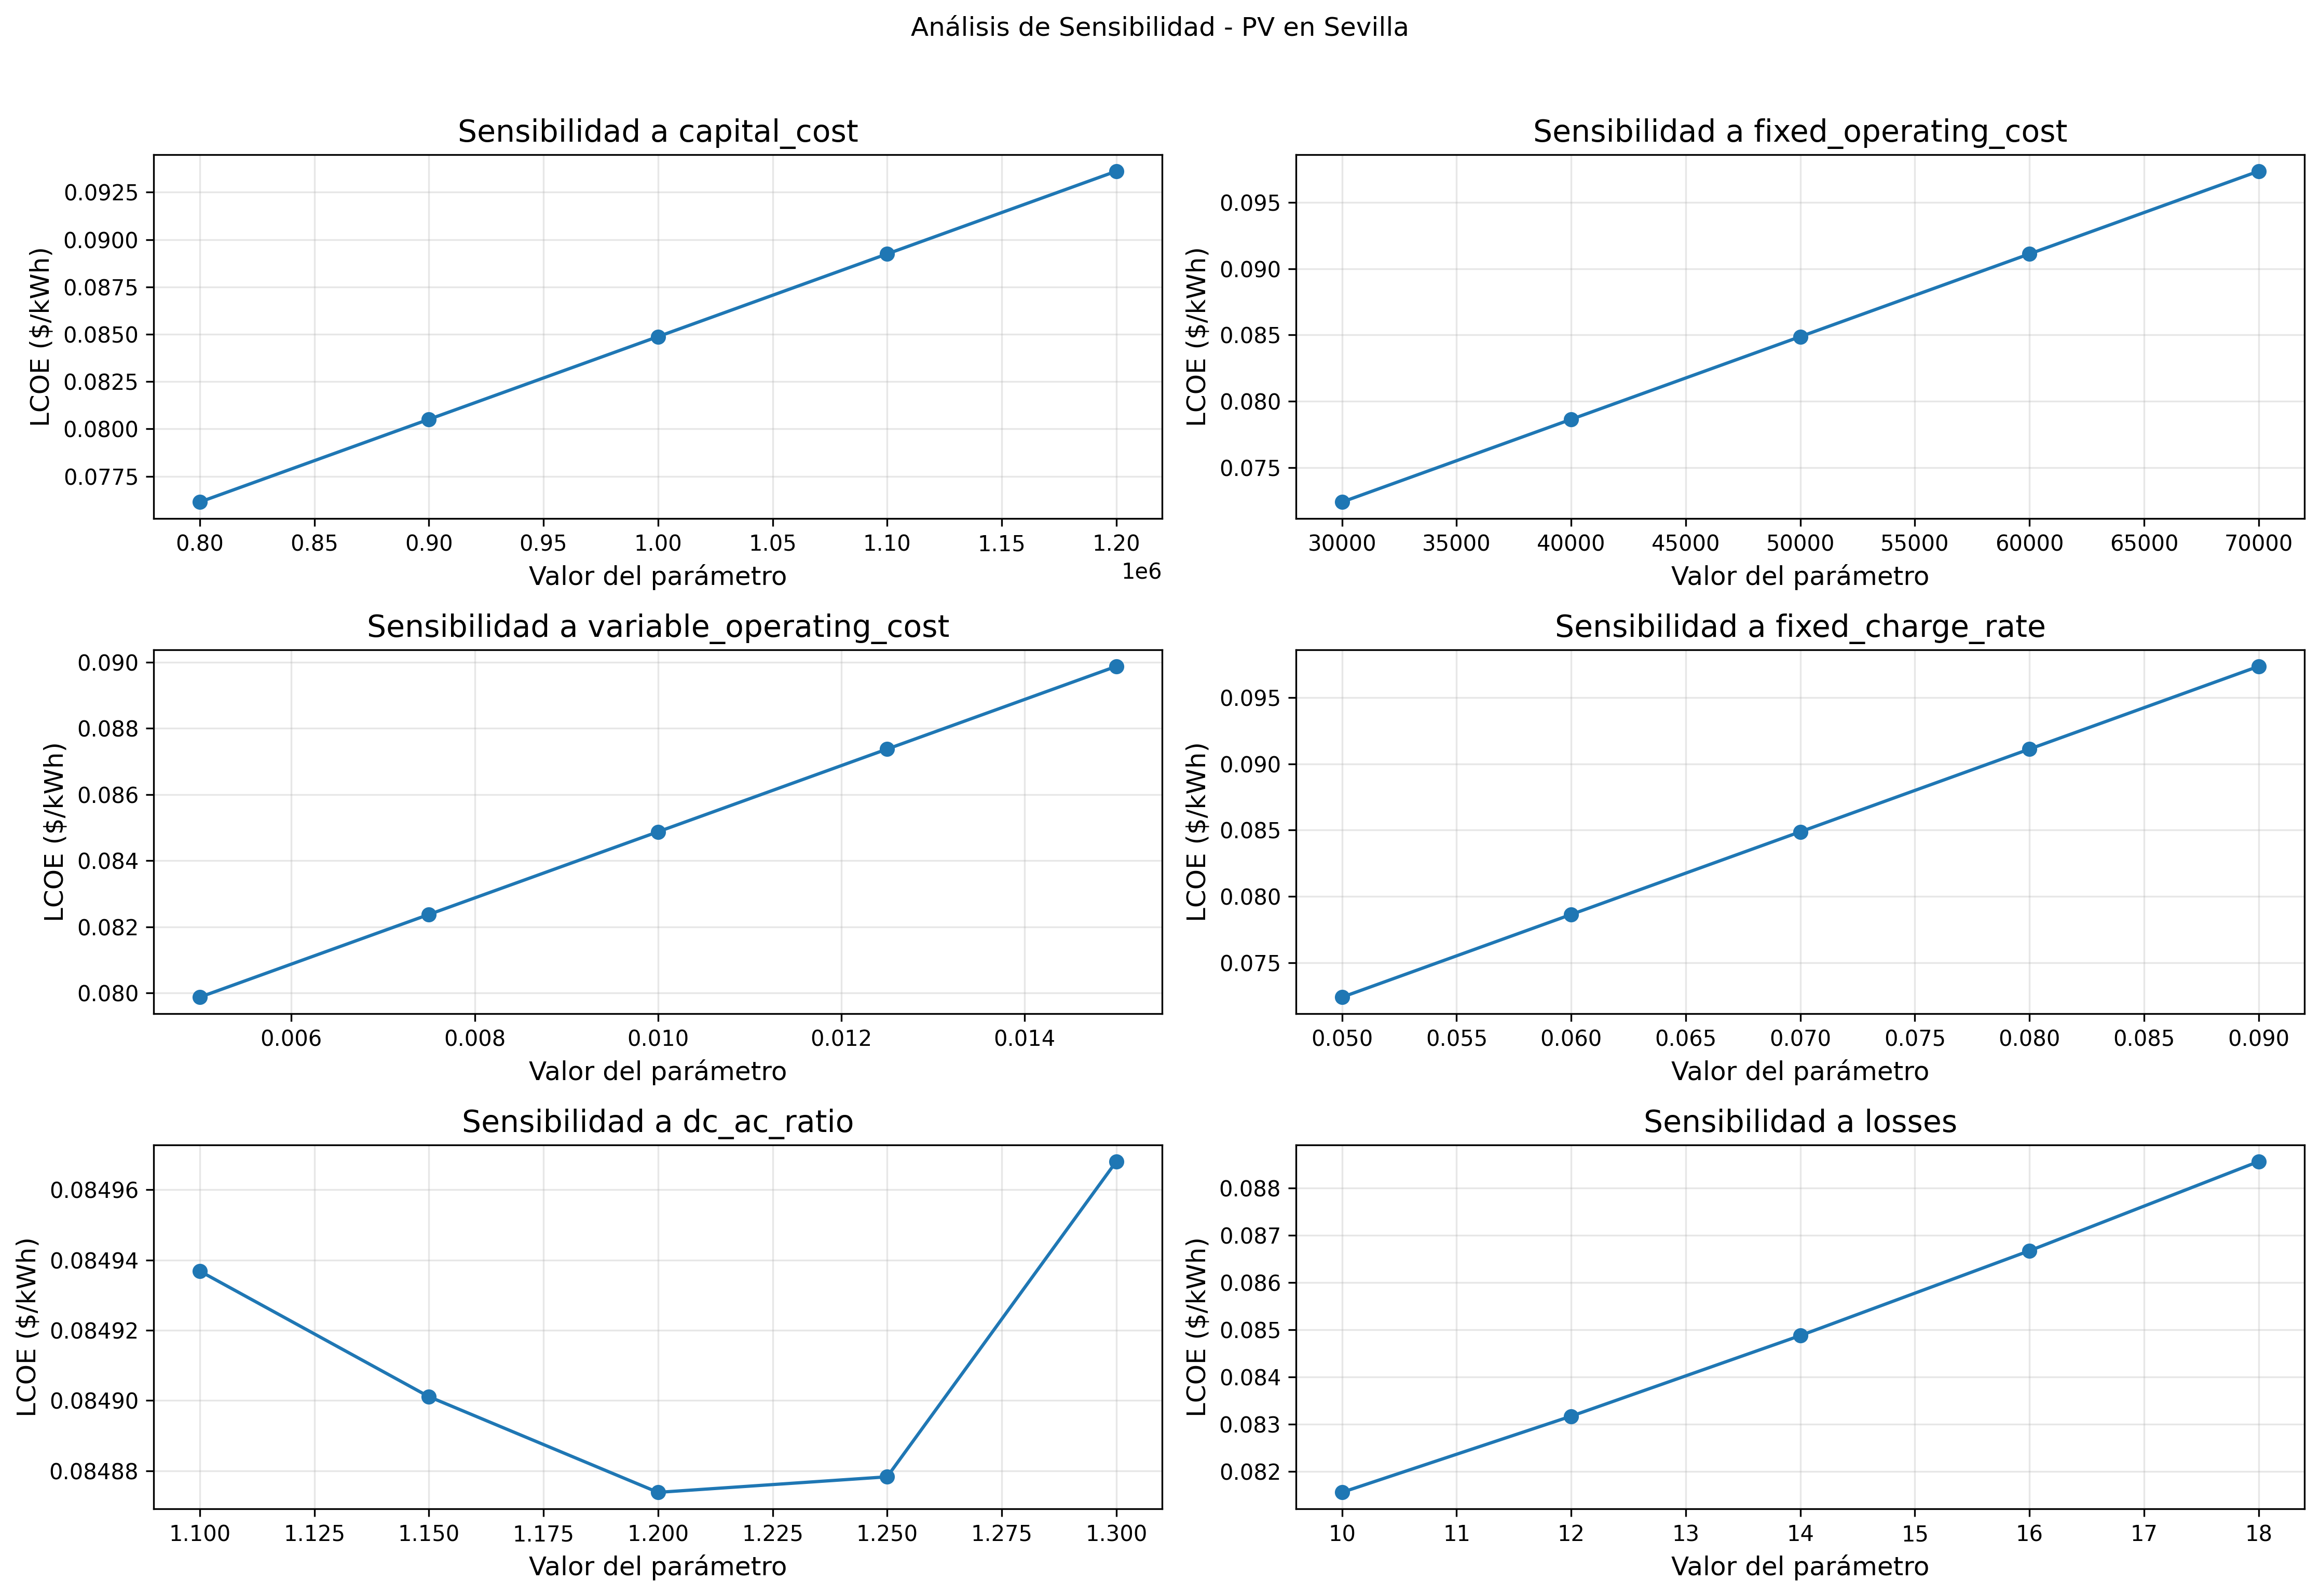 Análisis de Sensibilidad - PV en Sevilla
Sensibilidad a capital_cost
LCOE ($/kWh)
0.0925
0.0900
0.0875
0.0850
0.0825
0.0800
0.0775
0.80 0.85 0.90 0.95 1.00 1.05 1.10 1.15 1.20
1e6
Valor del parámetro
Sensibilidad a fixed_operating_cost
LCOE ($/kWh)
0.095
0.090
0.085
0.080
0.075
30000 35000 40000 45000 50000 55000 60000 65000 70000
Valor del parámetro
Sensibilidad a variable_operating_cost
LCOE ($/kWh)
0.090
0.088
0.086
0.084
0.082
0.080
0.006 0.008 0.010 0.012 0.014
Valor del parámetro
Sensibilidad a fixed_charge_rate
LCOE ($/kWh)
0.095
0.090
0.085
0.080
0.075
0.050 0.055 0.060 0.065 0.070 0.075 0.080 0.085 0.090
Valor del parámetro
Sensibilidad a dc_ac_ratio
LCOE ($/kWh)
0.08496
0.08494
0.08492
0.08490
0.08488
1.100 1.125 1.150 1.175 1.200 1.225 1.250 1.275 1.300
Valor del parámetro
Sensibilidad a losses
LCOE ($/kWh)
0.088
0.087
0.086
0.085
0.084
0.083
0.082
10 11 12 13 14 15 16 17 18
Valor del parámetro